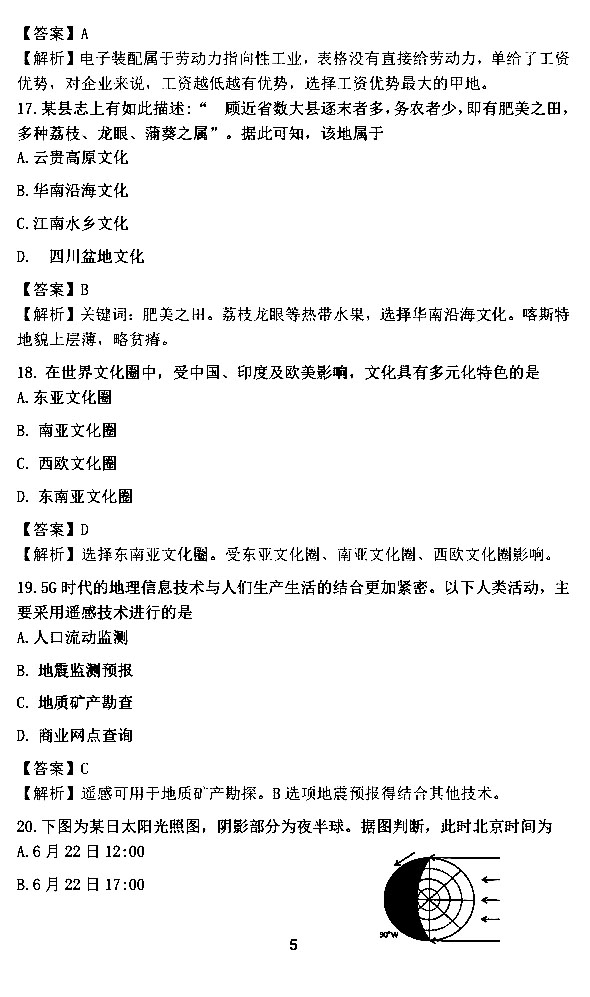 【答案】A
【解析】电子装配属于劳动力指向性工业，表格没有直接给劳动力，单给了工资
优势，对企业来说，工资越低越有优势，选择工资优势最大的甲地。
17.某县志上有如此描述：“ 顾近省数大县逐末者多，务农者少，即有肥美之田，
多种荔枝、龙眼、蒲葵之属”。据此可知，该地属于
A.云贵高原文化
B.华南沿海文化
C.江南水乡文化
D. 四川盆地文化
【答案】B
【解析】关键词：肥美之田。荔枝龙眼等热带水果，选择华南沿海文化。喀斯特
地貌上层薄，略贫瘠。
18. 在世界文化圈中，受中国、印度及欧美影响，文化具有多元化特色的是
A.东亚文化圈
B. 南亚文化圈
C. 西欧文化圈
D. 东南亚文化圈
【答案】D
【解析】选择东南亚文化圈。受东亚文化圈、南亚文化圈、西欧文化圈影响。
19.5G时代的地理信息技术与人们生产生活的结合更加紧密。以下人类活动，主
要采用遥感技术进行的是
A.人口流动监测
B. 地震监测预报
C. 地质矿产勘查
D. 商业网点查询
【答案】C
【解析】遥感可用于地质矿产勘探。B选项地震预报得结合其他技术。
20.下图为某日太阳光照图，阴影部分为夜半球。据图判断，此时北京时间为
A.6月22日12:00
B.6月22日17:00
90°W
5